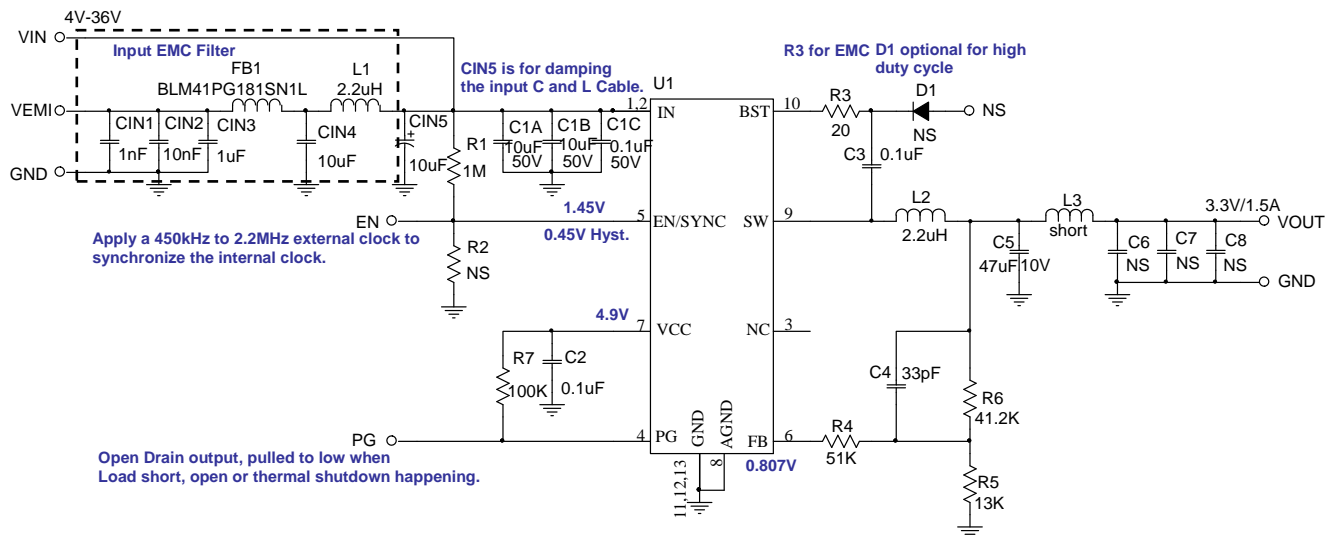 4V-36V
VIN
Input EMC Filter
FB1
BLM41PG181SN1L
L1
2.2uH
VEMI
CIN1
1nF
CIN2
10nF
CIN3
1uF
CIN4
10uF
GND
CIN5
+
10uF
CIN5 is for damping
the input C and L Cable.
R1
1M
C1A
10uF
50V
C1B
10uF
50V
C1C
0.1uF
50V
U1
1,2
IN
BST
10
R3 for EMC
D1 optional for high
duty cycle
R3
20
D1
NS
NS
C3
0.1uF
EN
1.45V
5
EN/SYNC
0.45V Hyst.
Apply a 450kHz to 2.2MHz external clock to
synchronize the internal clock.
R2
NS
SW
9
L2
2.2uH
L3
short
3.3V/1.5A
VOUT
C5
47uF
10V
C6
NS
C7
NS
C8
NS
GND
4.9V
7
VCC
NC
3
R7
100K
C2
0.1uF
C4
33pF
R6
41.2K
PG
4
PG
GND
AGND
FB
6
R4
51K
0.807V
Open Drain output, pulled to low when
Load short, open or thermal shutdown happening.
11,12,13
8
R5
13K